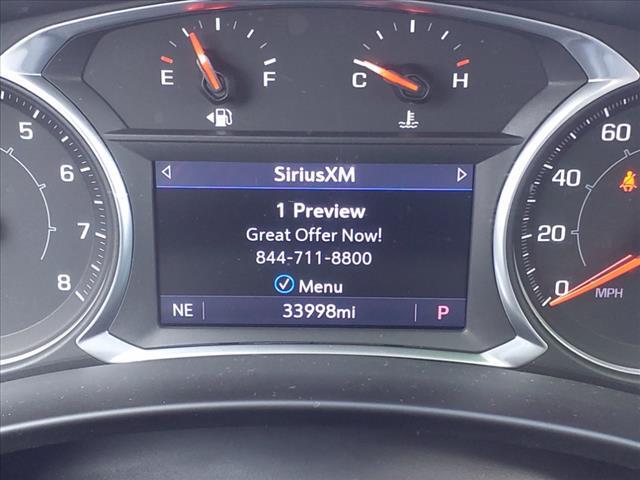 E F C H
5 60
6 40
7 20
8 0
MPH
SiriusXM
1 Preview
Great Offer Now!
844-711-8800
Menu
NE 33998mi P